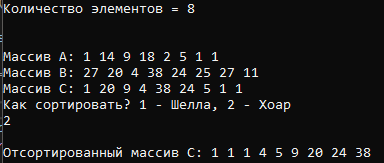 Количество элементов = 8
Массив A: 1 14 9 18 2 5 1 1
Массив B: 27 20 4 38 24 25 27 11
Массив C: 1 20 9 4 38 24 5 1 1
Как сортировать? 1 - Шелла, 2 - Хоар
2
Отсортированный массив C: 1 1 1 4 5 9 20 24 38